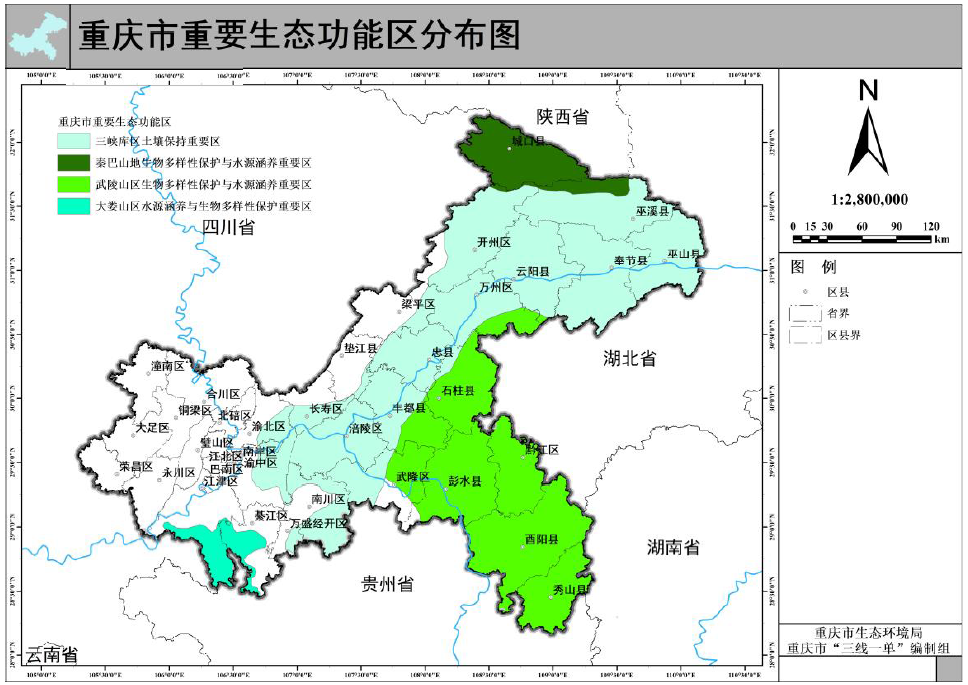 重庆市重要生态功能区分布图
重庆市重要生态功能区
三峡库区土壤保持重要区
秦巴山地生物多样性保护与水源涵养重要区
武陵山区生物多样性保护与水源涵养重要区
大娄山区水源涵养与生物多样性保护重要区
陕西省
四川省
城口县
巫溪县
开州区
巫山县
奉节县
云阳县
万州区
梁平区
垫江县
忠县
湖北省
石柱县
潼南区
合川区
铜梁区
北碚区
长寿区
丰都县
大足区
渝北区
涪陵区
璧山区
南岸区
黔江区
江北区
渝中区
荣昌区
永川区
巴南区
江津区
武隆区
彭水县
南川区
綦江区
万盛经开区
酉阳县
湖南省
贵州省
秀山县
云南省
N
1:2,800,000
0 15 30 60 90 120
km
图 例
区县
省界
区县界
重庆市生态环境局
重庆市“三线一单”编制组